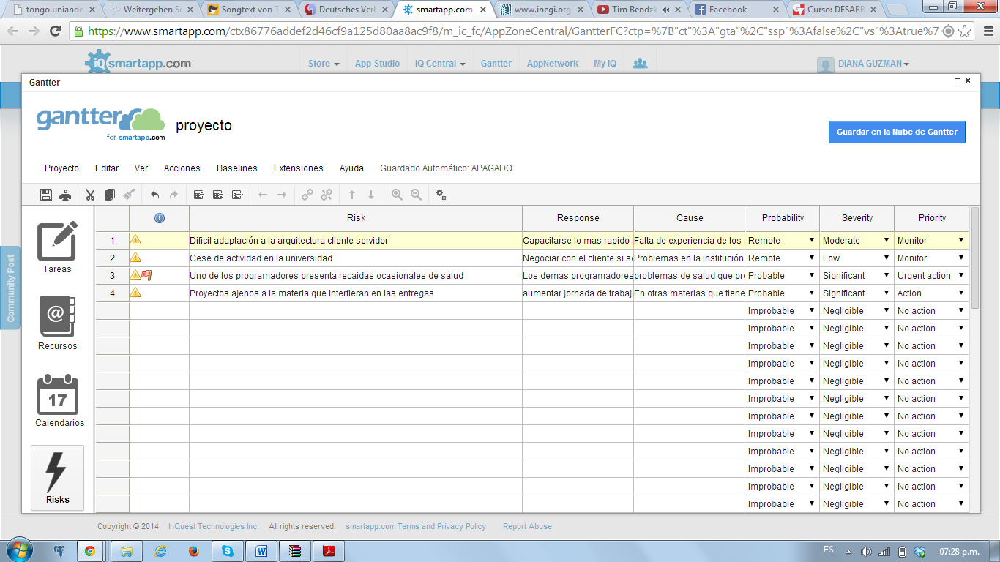 tongo.uniande
Weitergehen So
Songtext von T
Deutsches Verb
smartapp.com
www.inegi.org
Tim Bendzk
Facebook
Curso: DESARR
https://www.smartapp.com/ctx86776addef2d46cf9a125d80aa8ac9f8/m_ic_fc/AppZoneCentral/GantterFC?ctp=%7B"ct"%3A"gta"%2C"ssp"%3Afalse%2C"vs"%3Atrue%7
iQsmartapp.com
Store App Studio iQ Central Gantter AppNetwork My iQ DIANA GUZMAN
Gantter
gantter
for smartapp.com
proyecto
Guardar en la Nube de Gantter
Proyecto Editar Ver Acciones Baselines Extensiones Ayuda Guardado Automático: APAGADO
Community Post
Tareas
@
Recursos
17
Calendarios
Risks
Risk Response Cause Probability Severity Priority
1 Dificil adaptación a la arquitectura cliente servidor Capacitarse lo mas rapido Falta de experiencia de los Remote Moderate Monitor
2 Cese de actividad en la universidad Negociar con el cliente si se Problemas en la institución Remote Low Monitor
3 Uno de los programadores presenta recaidas ocasionales de salud Los demas programadores problemas de salud que pr Probable Significant Urgent action
4 Proyectos ajenos a la materia que interfieran en las entregas aumentar jornada de trabaj En otras materias que tiene Probable Significant Action
Improbable Negligible No action
Improbable Negligible No action
Improbable Negligible No action
Improbable Negligible No action
Improbable Negligible No action
Improbable Negligible No action
Improbable Negligible No action
Improbable Negligible No action
Improbable Negligible No action
Improbable Negligible No action
Improbable Negligible No action
Improbable Negligible No action
Copyright © 2014 InQuest Technologies Inc. All rights reserved. smartapp.com Terms and Privacy Policy Report Abuse
ES 07:28 p.m.